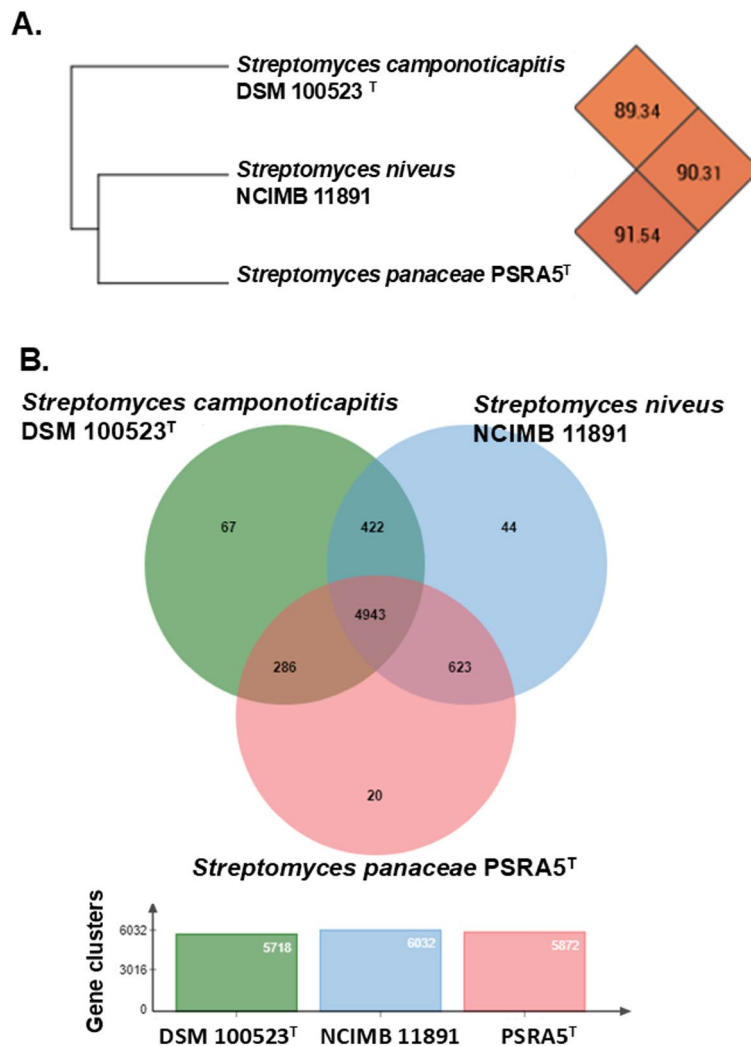 A.
Streptomyces camponoticapitis
DSM 100523 T
89.34
Streptomyces niveus
NCIMB 11891
90.31
91.54
Streptomyces panaceae PSRA5T
B.
Streptomyces camponoticapitis
DSM 100523T
Streptomyces niveus
NCIMB 11891
67
422
44
4943
286
623
20
Streptomyces panaceae PSRA5T
Gene clusters
6032
3016
0
5718
6032
5872
DSM 100523T
NCIMB 11891
PSRA5T